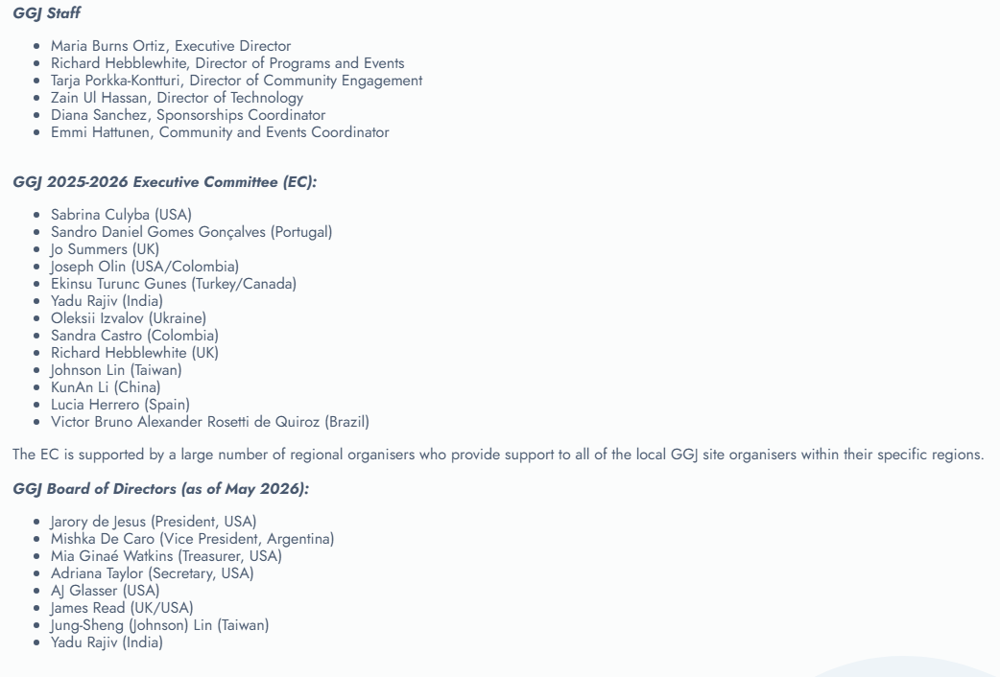 GGJ Staff
Maria Burns Ortiz, Executive Director
Richard Hebblewhite, Director of Programs and Events
Tarja Porkka-Kontturi, Director of Community Engagement
Zain Ul Hassan, Director of Technology
Diana Sanchez, Sponsorships Coordinator
Emmi Hattunen, Community and Events Coordinator
GGJ 2025-2026 Executive Committee (EC):
Sabrina Culyba (USA)
Sandro Daniel Gomes Gonçalves (Portugal)
Jo Summers (UK)
Joseph Olin (USA/Colombia)
Ekinsu Turunc Gunes (Turkey/Canada)
Yadu Rajiv (India)
Oleksii Izvalov (Ukraine)
Sandra Castro (Colombia)
Richard Hebblewhite (UK)
Johnson Lin (Taiwan)
KunAn Li (China)
Lucia Herrero (Spain)
Victor Bruno Alexander Rosetti de Quiroz (Brazil)
The EC is supported by a large number of regional organisers who provide support to all of the local GGJ site organisers within their specific regions.
GGJ Board of Directors (as of May 2026):
Jarory de Jesus (President, USA)
Mishka De Caro (Vice President, Argentina)
Mia Ginaé Watkins (Treasurer, USA)
Adriana Taylor (Secretary, USA)
AJ Glasser (USA)
James Read (UK/USA)
Jung-Sheng (Johnson) Lin (Taiwan)
Yadu Rajiv (India)